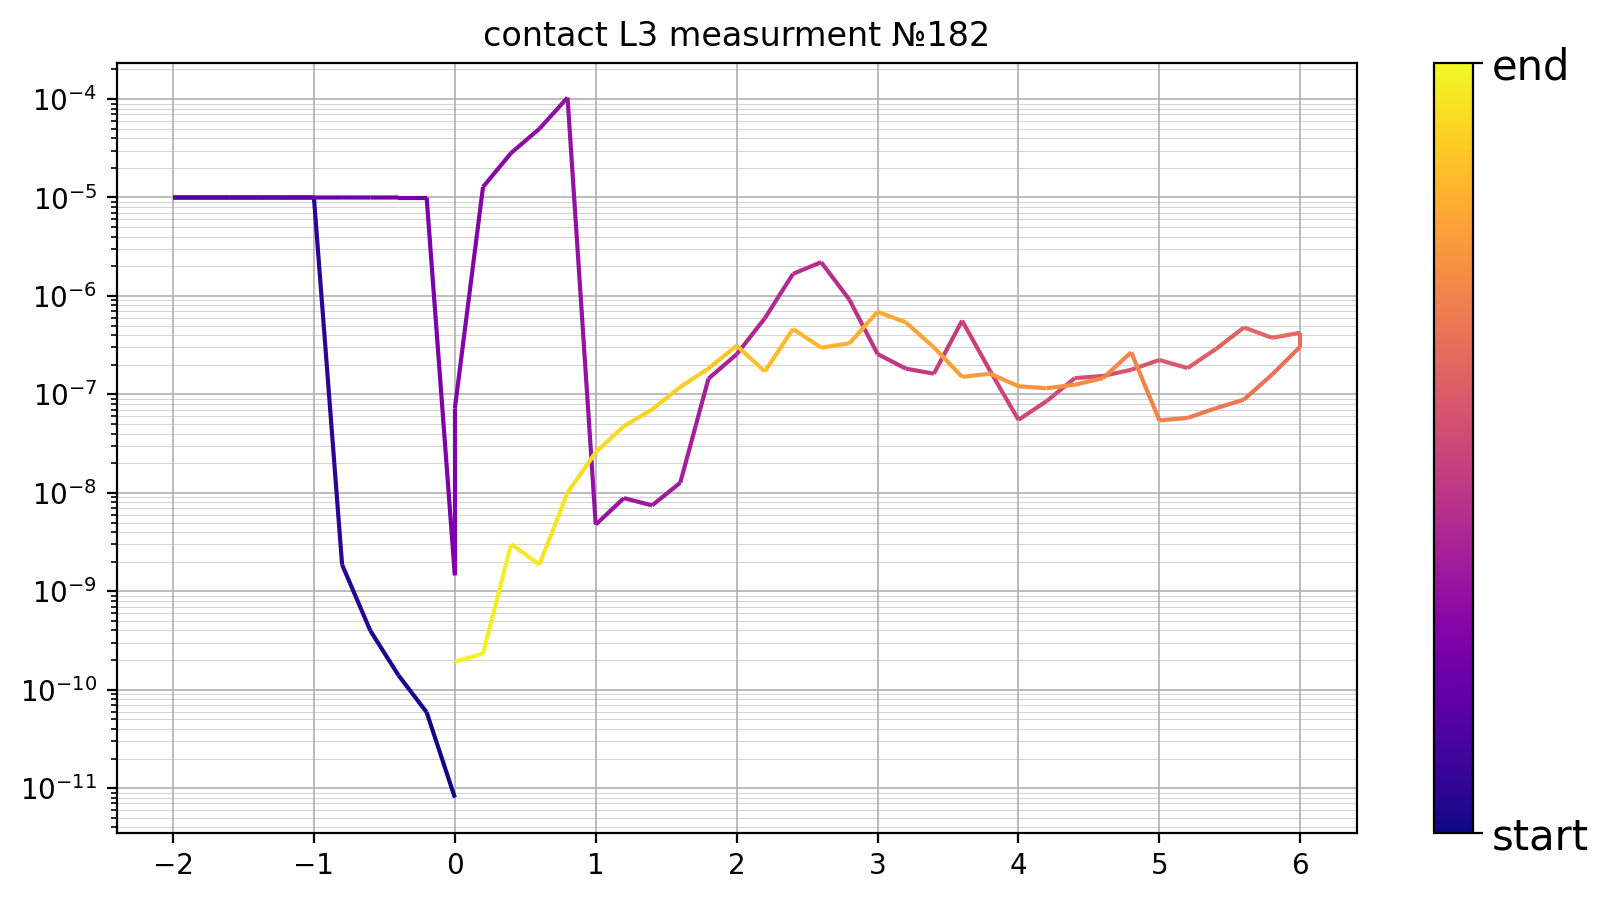 contact L3 measurment №182
10⁻⁴
10⁻⁵
10⁻⁶
10⁻⁷
10⁻⁸
10⁻⁹
10⁻¹⁰
10⁻¹¹
−2 −1 0 1 2 3 4 5 6
end
start